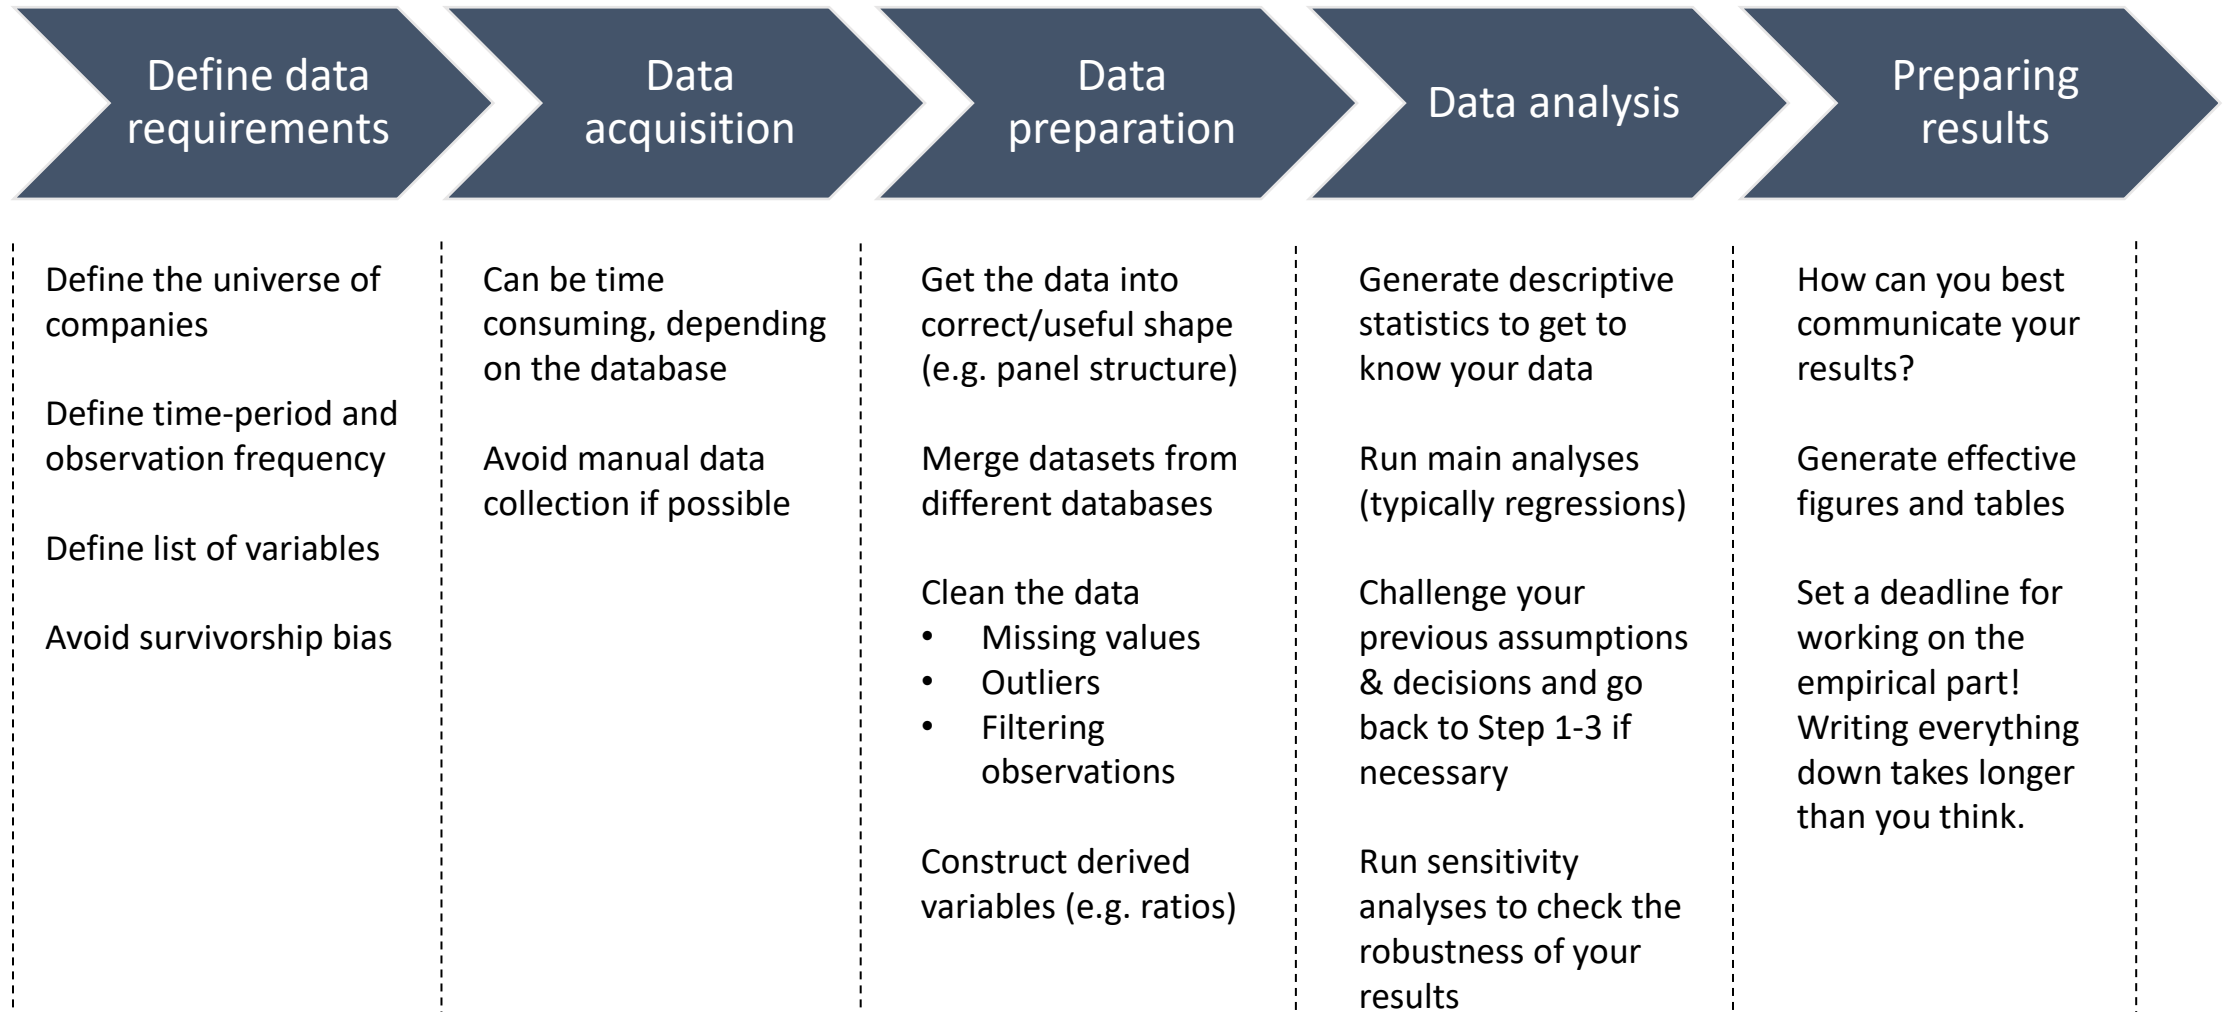 Define data
requirements
Data
acquisition
Data
preparation
Data analysis
Preparing
results
Define the universe of
companies
Define time-period and
observation frequency
Define list of variables
Avoid survivorship bias
Can be time
consuming, depending
on the database
Avoid manual data
collection if possible
Get the data into
correct/useful shape
(e.g. panel structure)
Merge datasets from
different databases
Clean the data
• Missing values
• Outliers
• Filtering
observations
Construct derived
variables (e.g. ratios)
Generate descriptive
statistics to get to
know your data
Run main analyses
(typically regressions)
Challenge your
previous assumptions
& decisions and go
back to Step 1-3 if
necessary
Run sensitivity
analyses to check the
robustness of your
results
How can you best
communicate your
results?
Generate effective
figures and tables
Set a deadline for
working on the
empirical part!
Writing everything
down takes longer
than you think.